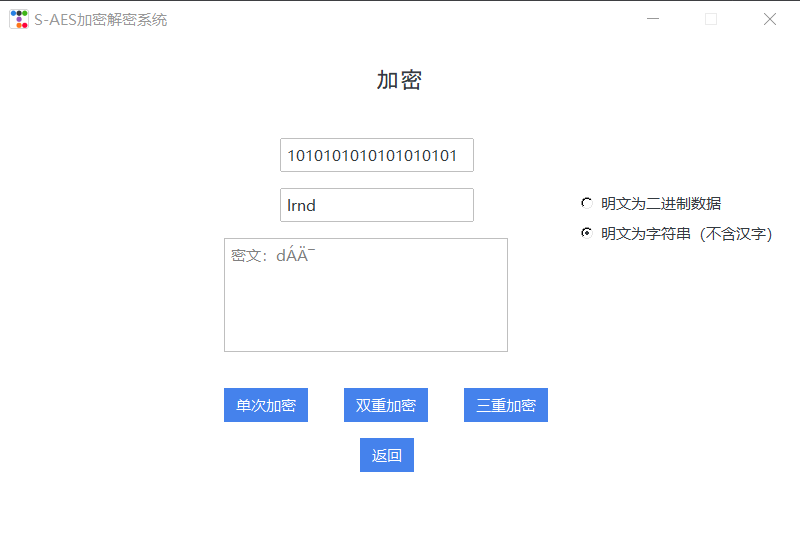 S-AES加密解密系统
加密
1010101010101010101
lrnd
明文为二进制数据
明文为字符串（不含汉字）
密文：dÁÄ¯
单次加密
双重加密
三重加密
返回